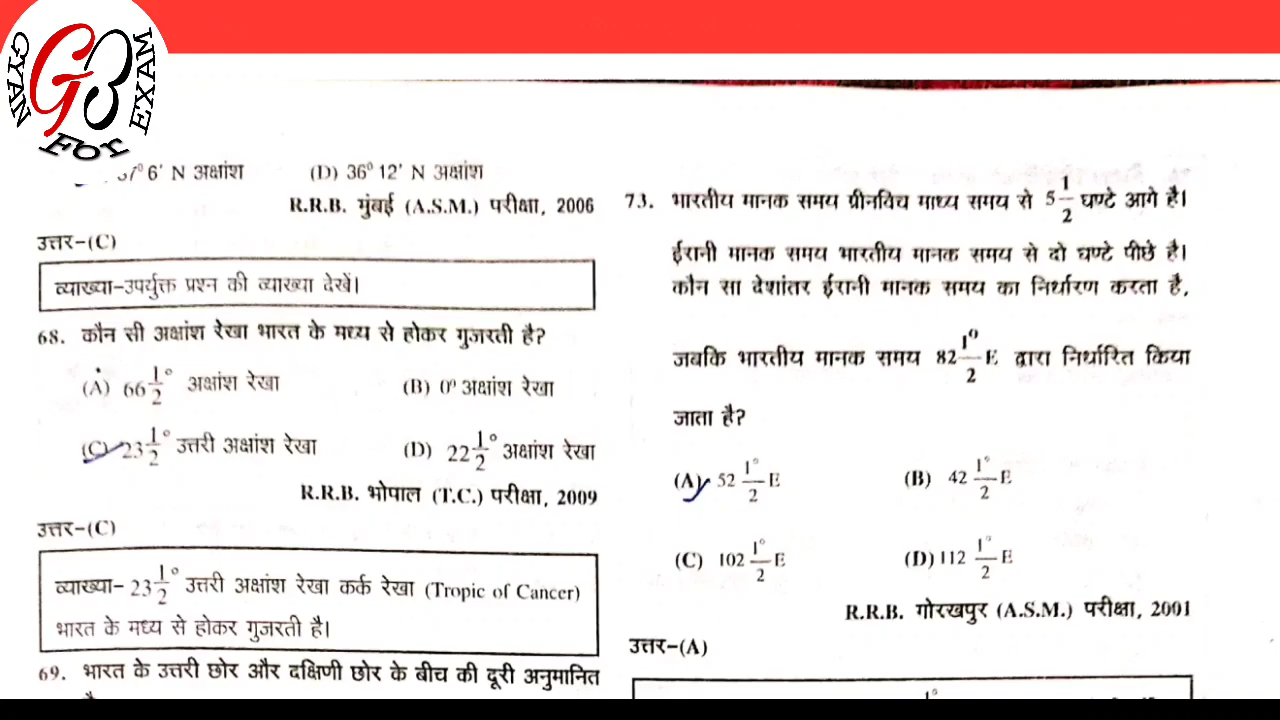 GYAN
G3
For
EXAM
6' N अक्षांश (D) 36⁰ 12' N अक्षांश
R.R.B. मुंबई (A.S.M.) परीक्षा, 2006
उत्तर–(C)
व्याख्या–उपर्युक्त प्रश्न की व्याख्या देखें।
68. कौन सी अक्षांश रेखा भारत के मध्य से होकर गुजरती है?
(A) 66 1/2° अक्षांश रेखा (B) 0º अक्षांश रेखा
(C) 23 1/2° उत्तरी अक्षांश रेखा (D) 22 1/2° अक्षांश रेखा
R.R.B. भोपाल (T.C.) परीक्षा, 2009
उत्तर–(C)
व्याख्या– 23 1/2° उत्तरी अक्षांश रेखा कर्क रेखा (Tropic of Cancer)
भारत के मध्य से होकर गुजरती है।
69. भारत के उत्तरी छोर और दक्षिणी छोर के बीच की दूरी अनुमानित
73. भारतीय मानक समय ग्रीनविच माध्य समय से 5 1/2 घण्टे आगे है।
ईरानी मानक समय भारतीय मानक समय से दो घण्टे पीछे है।
कौन सा देशांतर ईरानी मानक समय का निर्धारण करता है,
जबकि भारतीय मानक समय 82 1/2⁰ E द्वारा निर्धारित किया
जाता है?
(A) 52 1/2° E (B) 42 1/2° E
(C) 102 1/2° E (D) 112 1/2° E
R.R.B. गोरखपुर (A.S.M.) परीक्षा, 2001
उत्तर–(A)